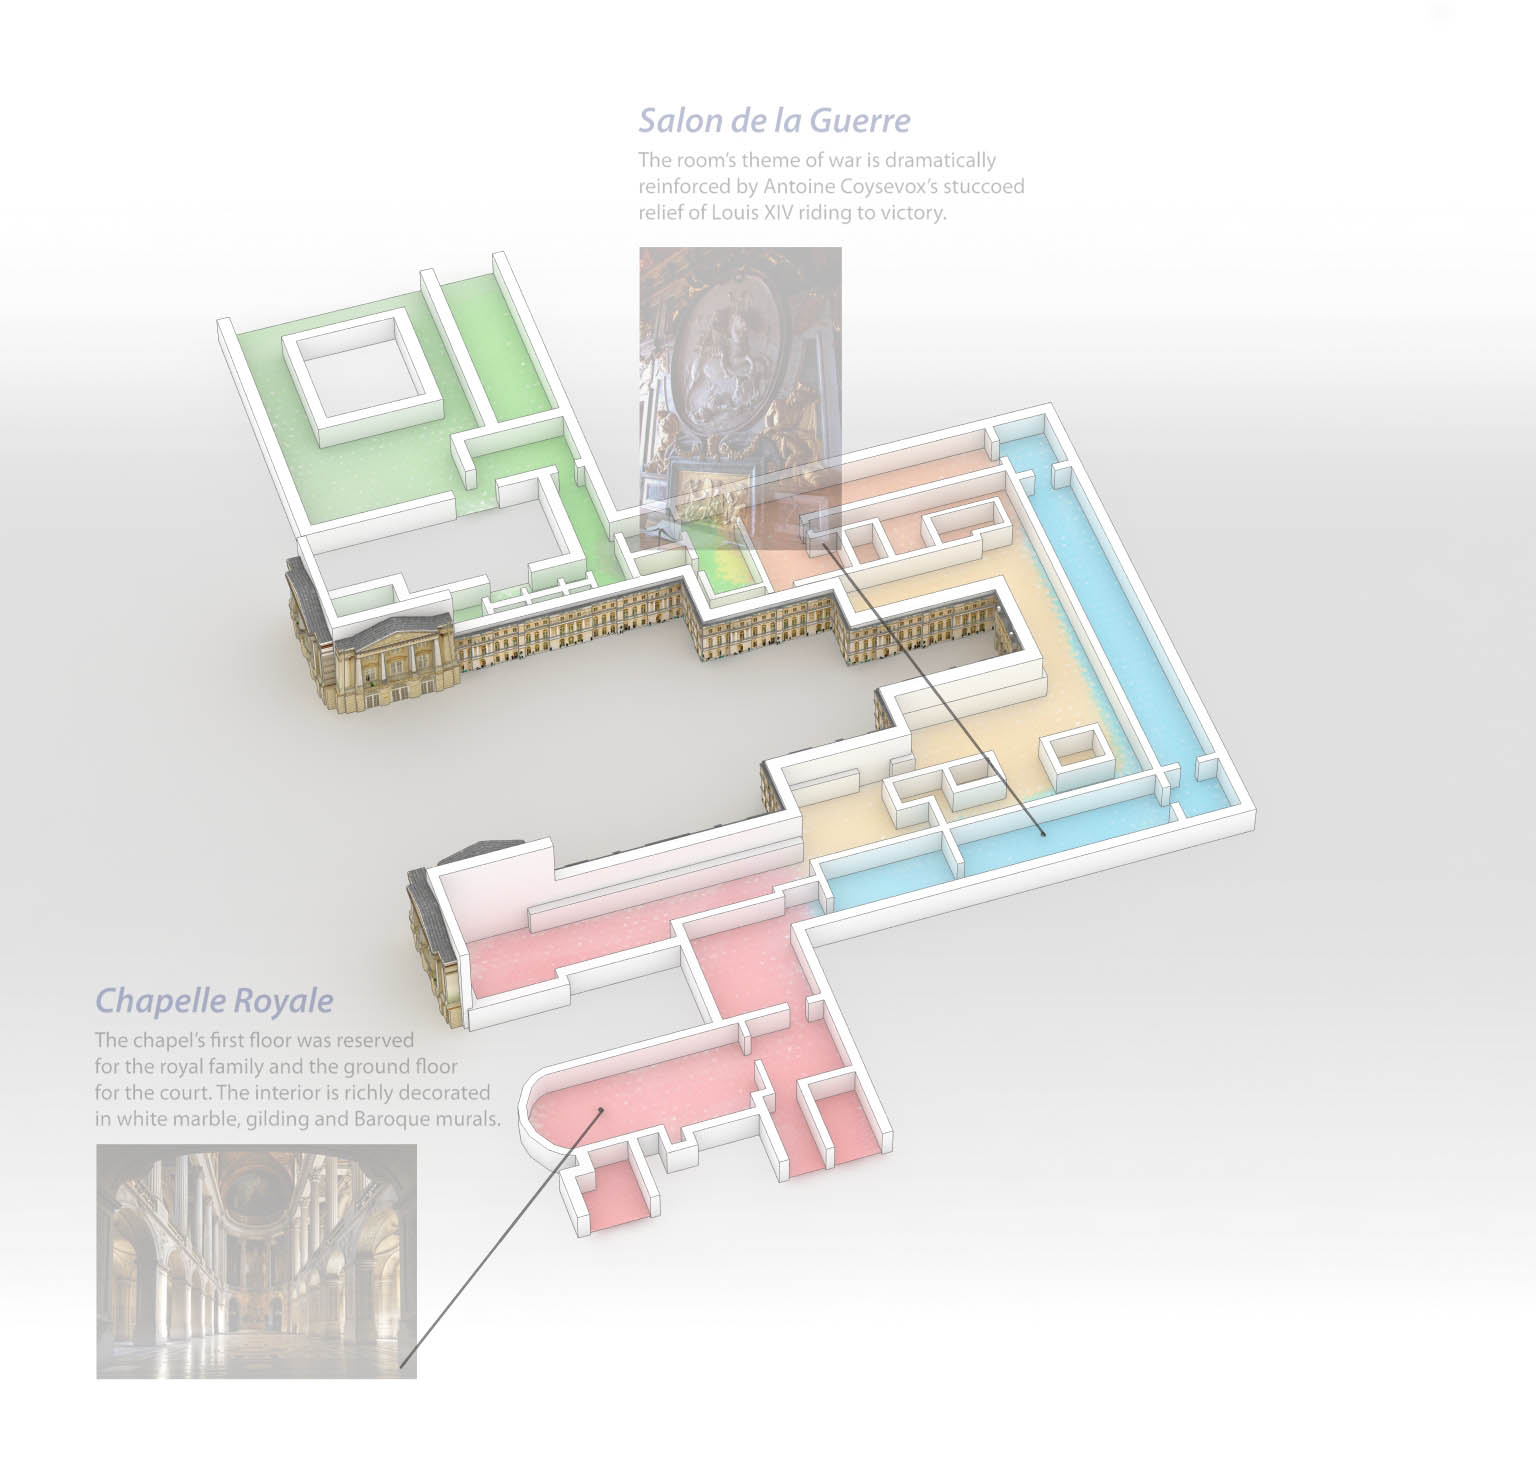 Salon de la Guerre
The room's theme of war is dramatically
reinforced by Antoine Coysevox's stuccoed
relief of Louis XIV riding to victory.
Chapelle Royale
The chapel's first floor was reserved
for the royal family and the ground floor
for the court. The interior is richly decorated
in white marble, gilding and Baroque murals.